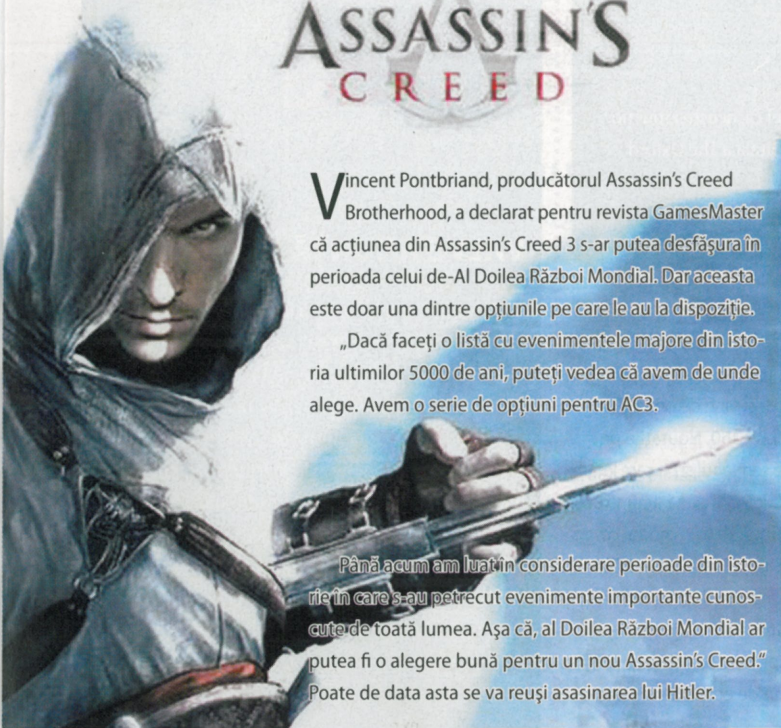 ASSASSIN'S
CREED
Vincent Pontbriand, producătorul Assassin's Creed
Brotherhood, a declarat pentru revista GamesMaster
că acțiunea din Assassin's Creed 3 s-ar putea desfășura în
perioada celui de-Al Doilea Război Mondial. Dar aceasta
este doar una dintre opțiunile pe care le au la dispoziție.
„Dacă faceți o listă cu evenimentele majore din isto-
ria ultimilor 5000 de ani, puteți vedea că avem de unde
alege. Avem o serie de opțiuni pentru AC3.
Până acum am luat în considerare perioade din isto-
rie în care s-au petrecut evenimente importante cunos-
cute de toată lumea. Așa că, al Doilea Război Mondial ar
putea fi o alegere bună pentru un nou Assassin's Creed.”
Poate de data asta se va reuși asasinarea lui Hitler.